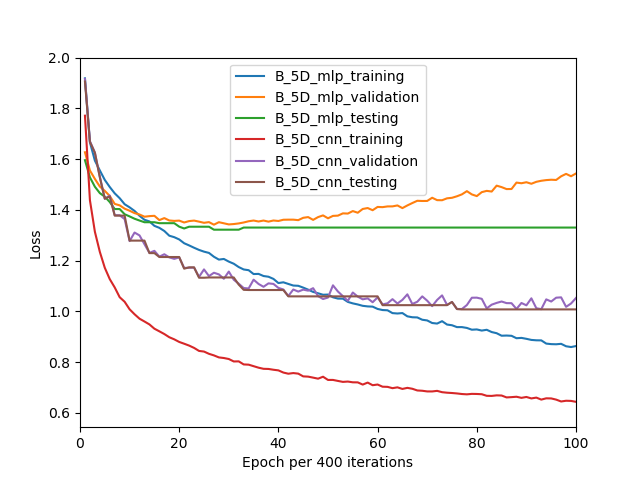 2.0
1.8
1.6
1.4
1.2
1.0
0.8
0.6
Loss
B_5D_mlp_training
B_5D_mlp_validation
B_5D_mlp_testing
B_5D_cnn_training
B_5D_cnn_validation
B_5D_cnn_testing
0 20 40 60 80 100
Epoch per 400 iterations